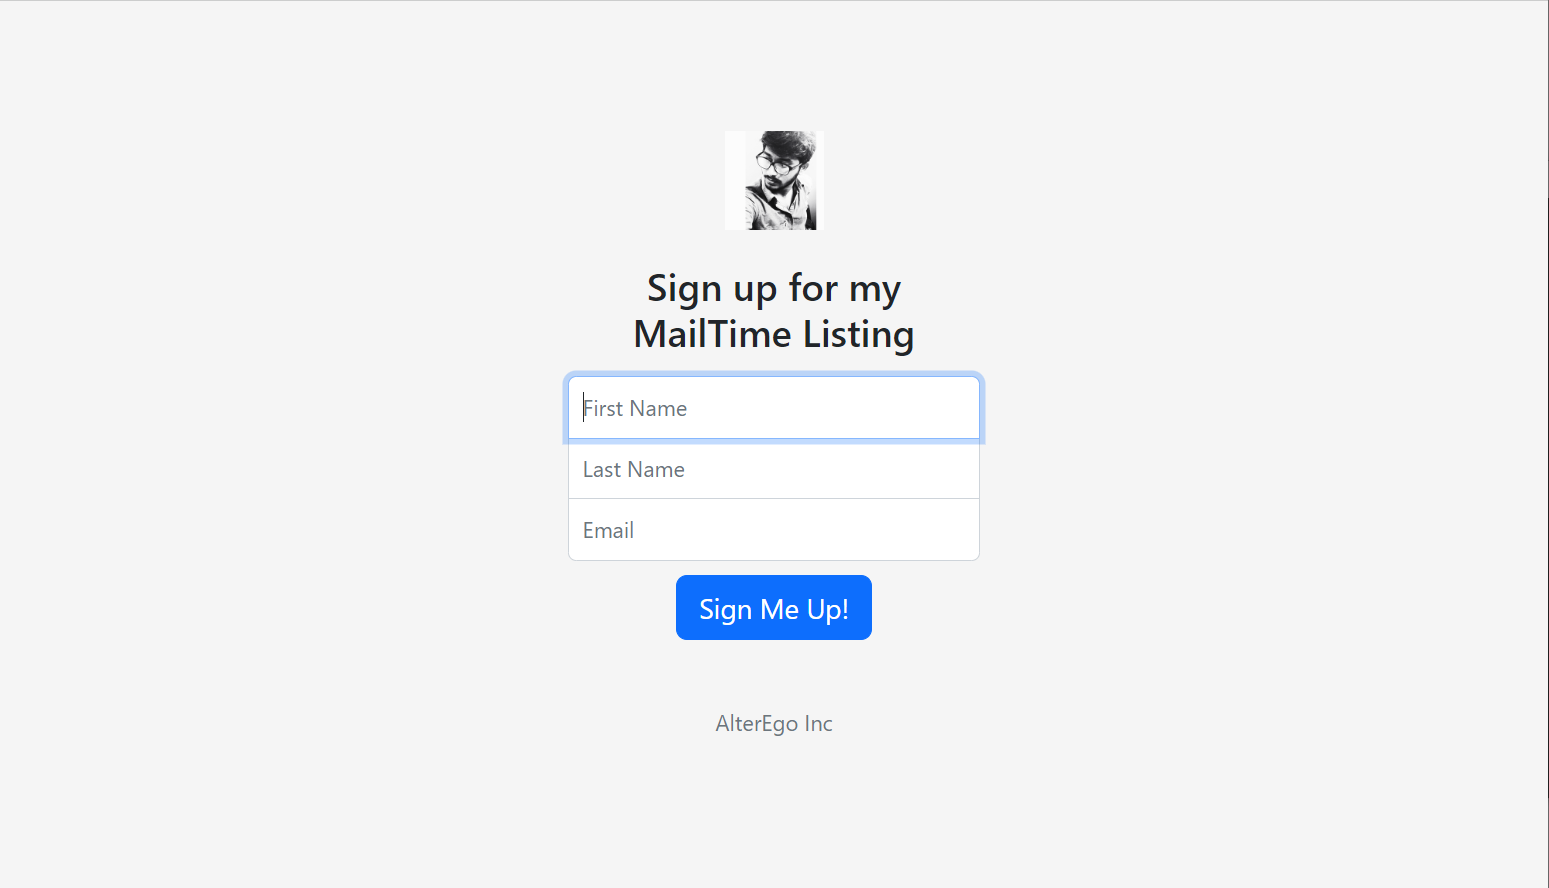 Sign up for my
MailTime Listing
First Name
Last Name
Email
Sign Me Up!
AlterEgo Inc